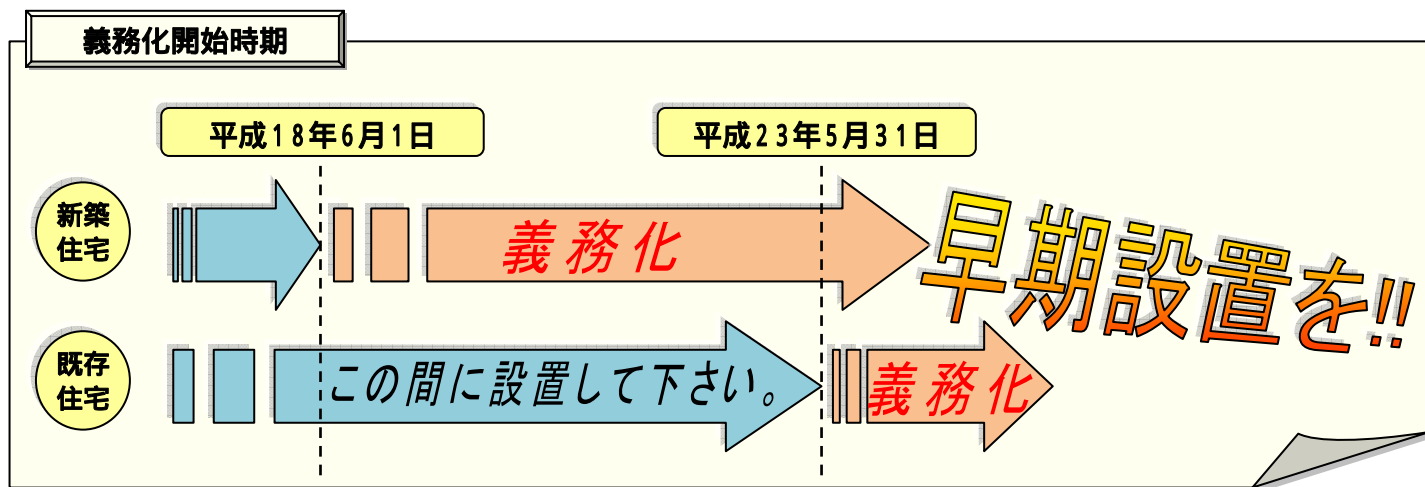 義務化開始時期
平成18年6月1日
平成23年5月31日
新築
住宅
義務化
早期設置を!!
既存
住宅
この間に設置して下さい。
義務化